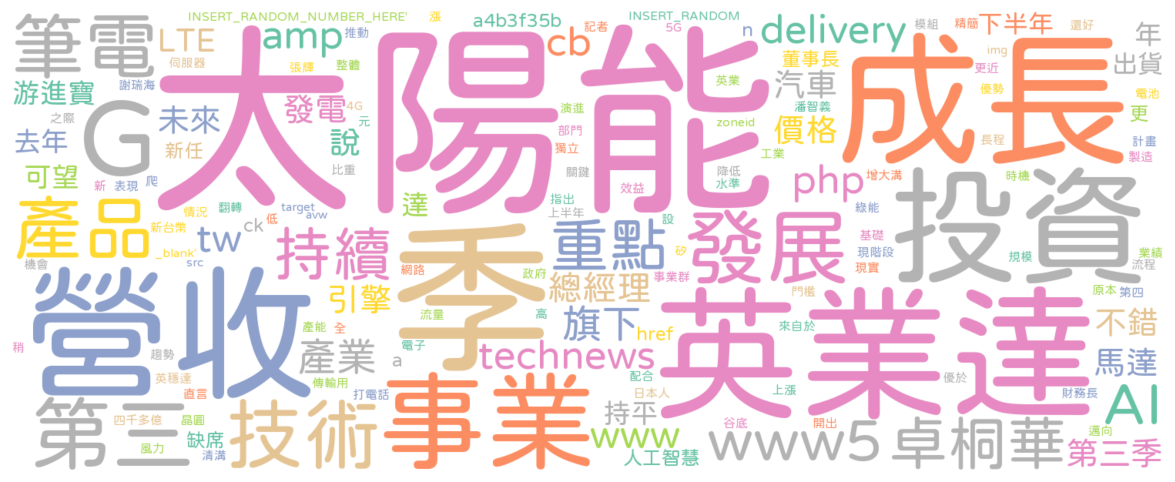 INSERT_RANDOM_NUMBER_HERE'
漲
a4b3f35b
INSERT_RANDOM
筆電
LTE
伺服器
amp
推動
太陽能
cb
記者
5G
n
delivery
模組
精簡
下半年
還好
年
出貨
游進寶
謝瑞海
張輝
整體
G
發電
4G
元
之際
未來
去年
新任
說
演進
部門
獨立
英業
zoneid
潘智義
董事長
汽車
價格
工業
img
更近
優勢
成長
電池
更
計畫
製造
長程
時機
可望
新
表現
爬
比重
達
關鍵
效益
降低
水準
php
增大溝
投資
產品
新台幣
情況
翻轉
target
avw
低
_blank'
src
ck
tw
機會
持續
網路
季
指出
上半年
政府
重點
設
矽
事業群
發展
綠能
基礎
現階段
現實
規模
業績
流程
營收
引擎
流量
高
總經理
旗下
href
門檻
英業達
來自於
原本
第四
不錯
稍
趨勢
英穩達
直言
產能
全
產業
傳輸用
a
電子
technews
配合
日本人
上漲
優於
財務長
馬達
AI
第三
四千多億
晶圓
風力
缺席
清溝
技術
打電話
事業
持平
www
人工智慧
谷底
開出
www5
卓桐華
邁向
第三季